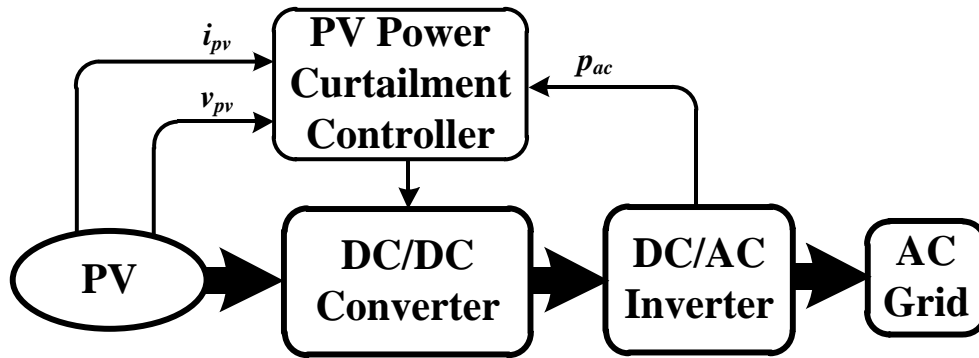 i_pv
v_pv
PV Power
Curtailment
Controller
p_ac
PV
DC/DC
Converter
DC/AC
Inverter
AC
Grid